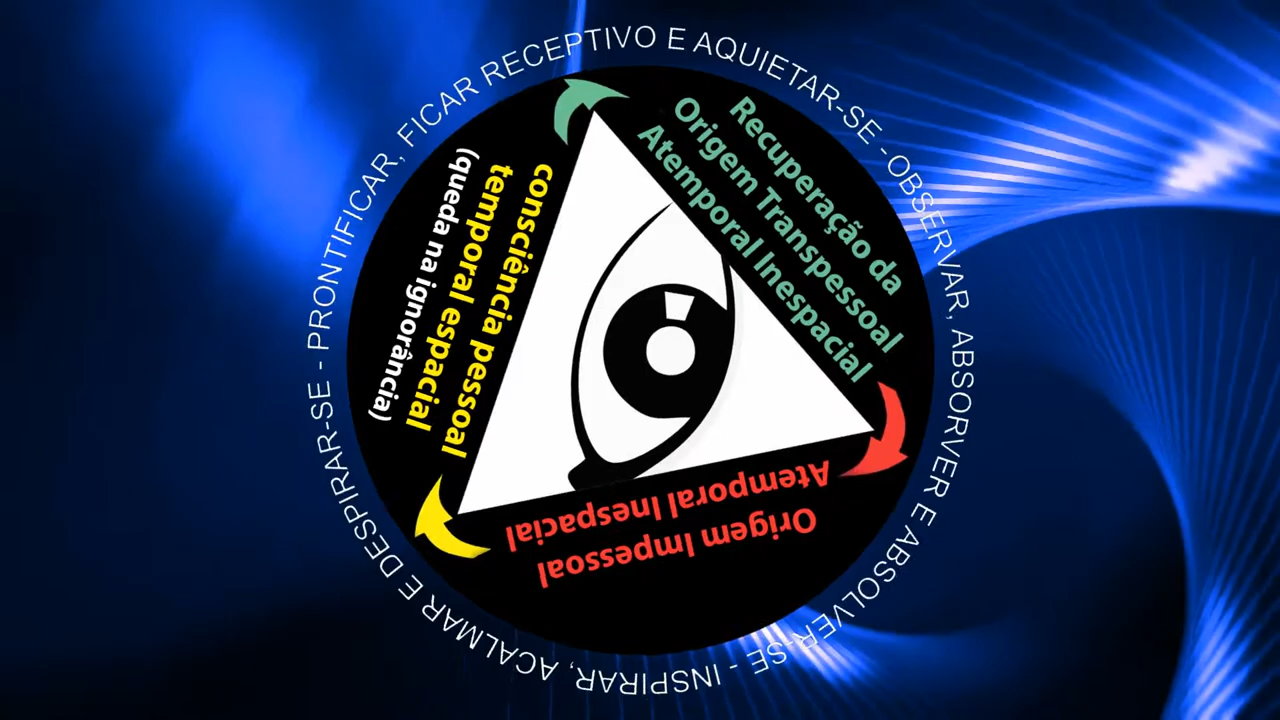 PRONTIFICAR, FICAR RECEPTIVO E AQUIETAR-SE - OBSERVAR, ABSORVER E ABSOLVER-SE - INSPIRAR, ACALMAR E DESPIRAR-SE -
Recuperação da
Origem Transpessoal
Atemporal Inespacial
consciência pessoal
temporal espacial
(queda na ignorância)
Origem Impessoal
Atemporal Inespacial